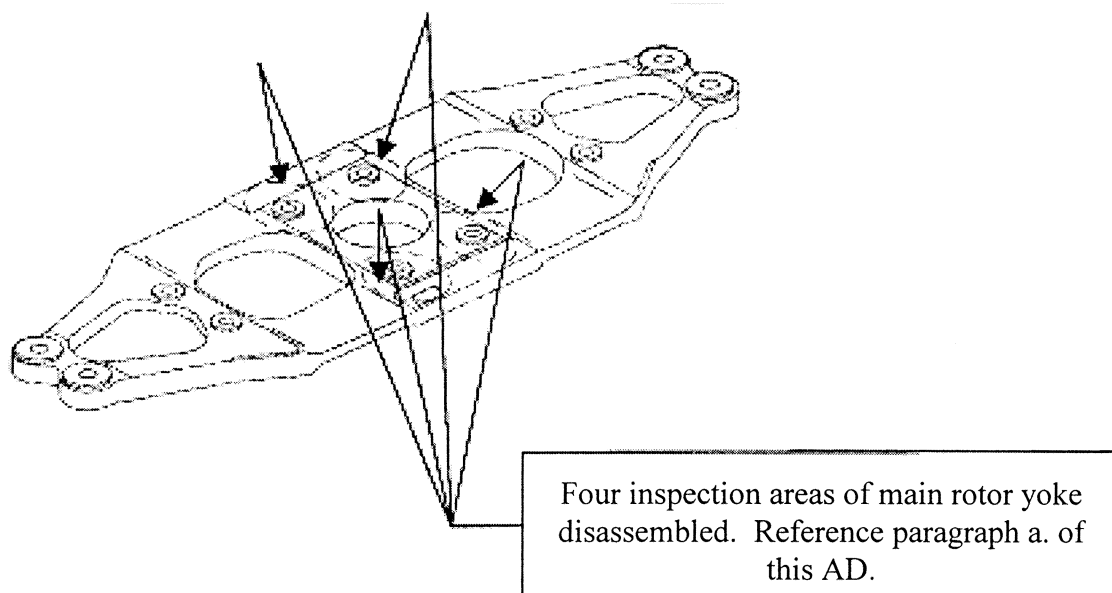 Four inspection areas of main rotor yoke
disassembled. Reference paragraph a. of
this AD.